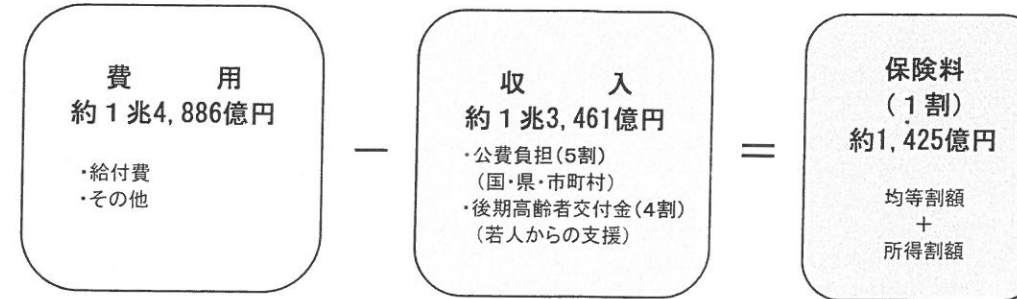 費　用
約1兆4,886億円
・給付費
・その他
－
収　入
約1兆3,461億円
・公費負担(5割)
(国・県・市町村)
・後期高齢者交付金(4割)
(若人からの支援)
＝
保険料
(1割)
約1,425億円
均等割額
＋
所得割額